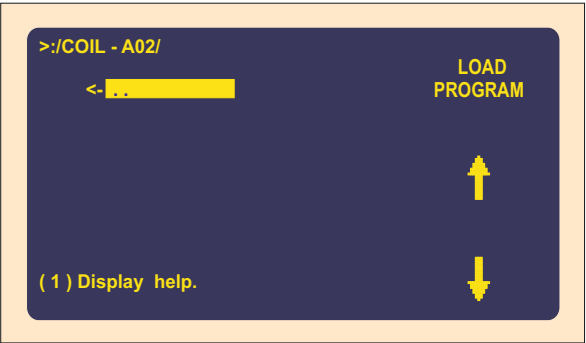 >:/COIL - A02/
LOAD
PROGRAM
<- . .
( 1 ) Display help.